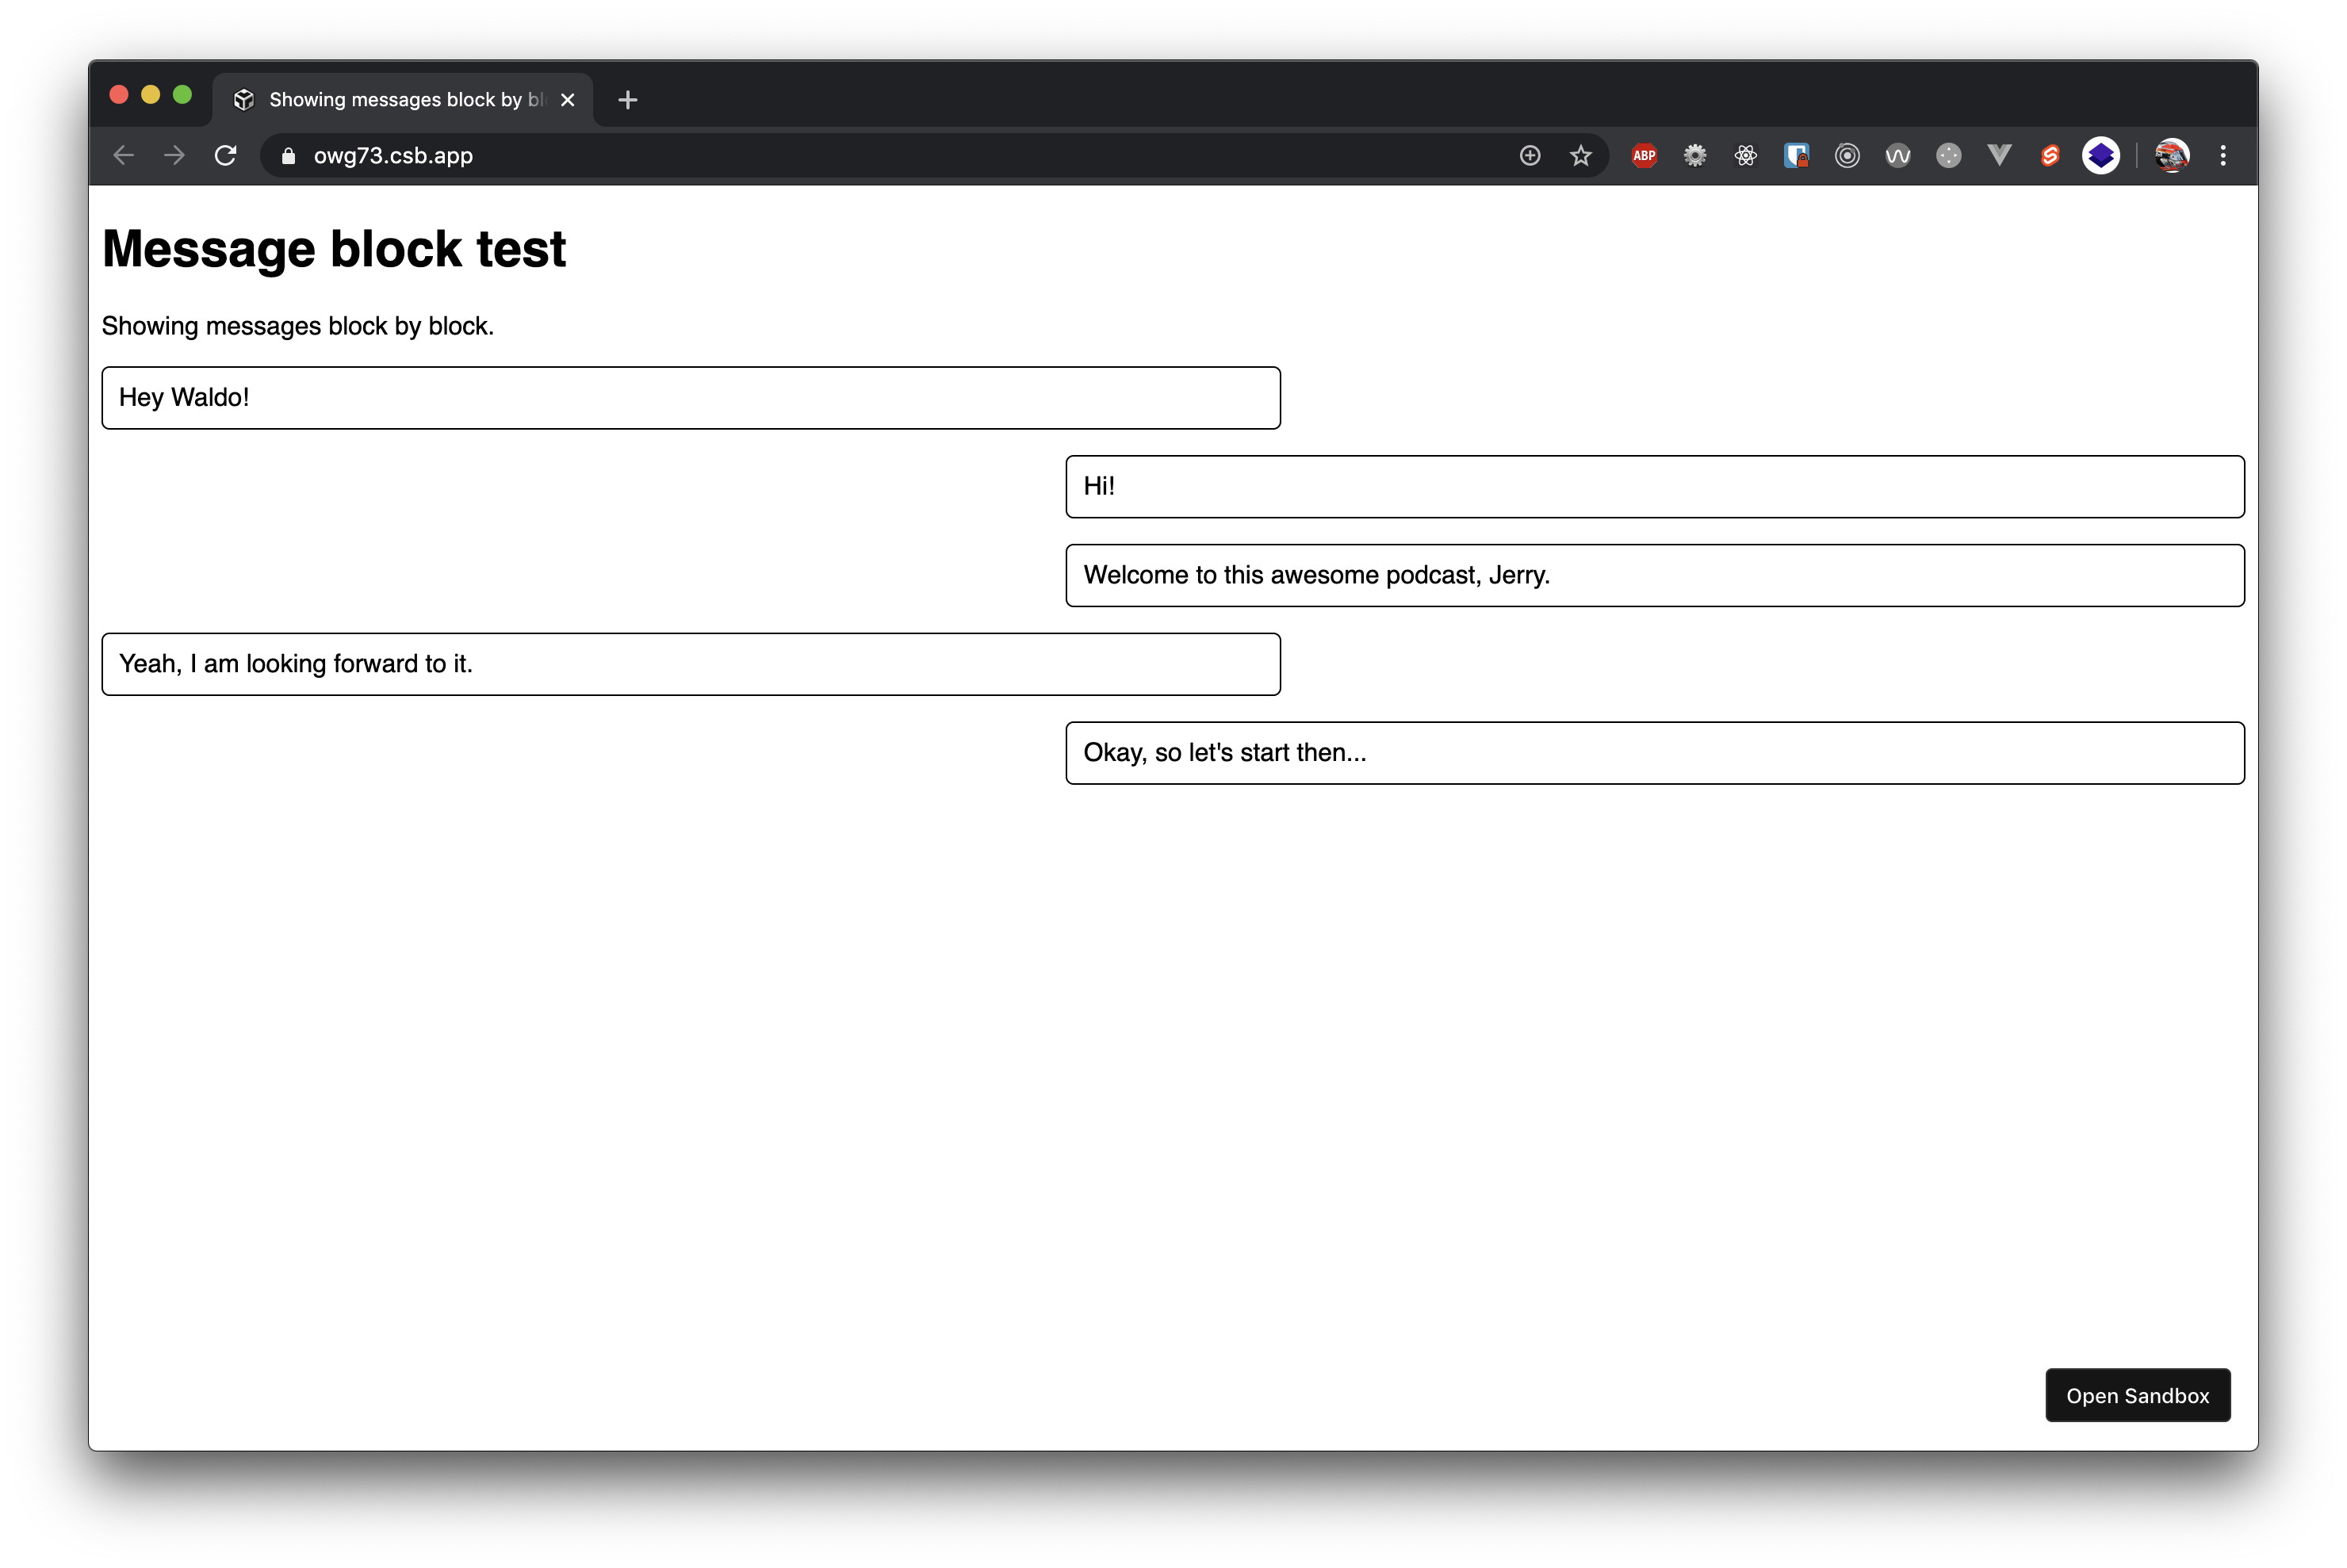 Showing messages block by bl
owg73.csb.app
ABP
Message block test
Showing messages block by block.
Hey Waldo!
Hi!
Welcome to this awesome podcast, Jerry.
Yeah, I am looking forward to it.
Okay, so let's start then...
Open Sandbox